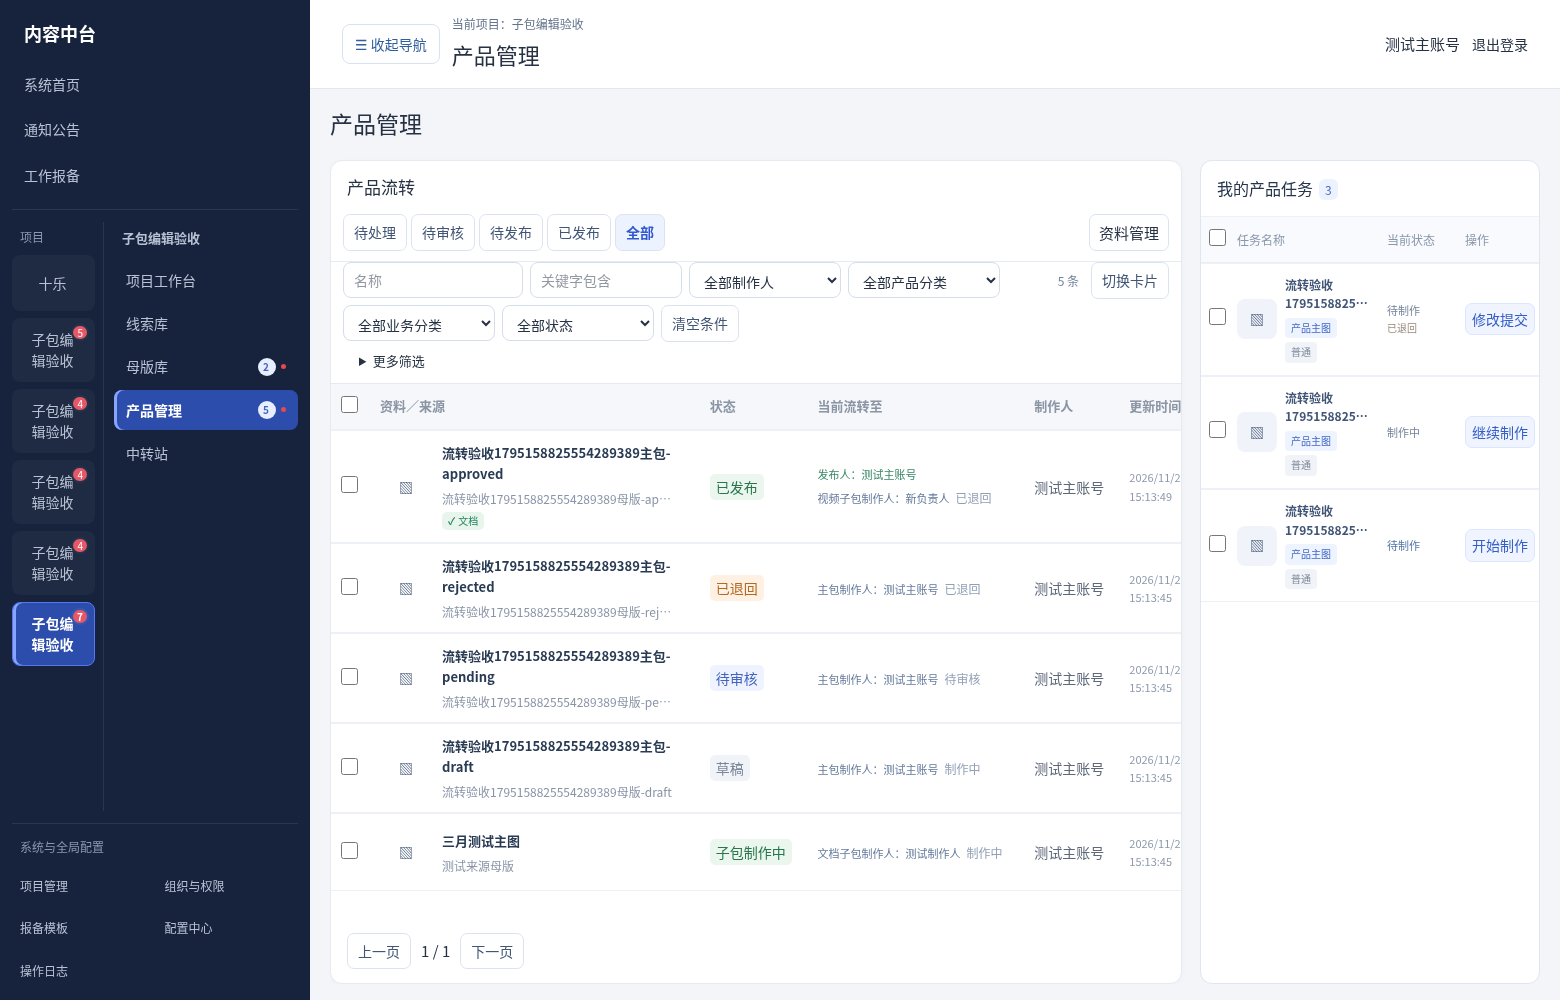 内容中台
系统首页
通知公告
工作报备
项目
十乐
子包编
辑验收
5
子包编
辑验收
4
子包编
辑验收
4
子包编
辑验收
4
子包编
辑验收
7
子包编辑验收
项目工作台
线索库
母版库 2
产品管理 5
中转站
系统与全局配置
项目管理 组织与权限
报备模板 配置中心
操作日志
☰ 收起导航
当前项目：子包编辑验收
产品管理
测试主账号 退出登录
产品管理
产品流转
待处理 待审核 待发布 已发布 全部 资料管理
名称 关键字包含 全部制作人 全部产品分类 5 条 切换卡片
全部业务分类 全部状态 清空条件
▶ 更多筛选
资料／来源 状态 当前流转至 制作人 更新时间
流转验收1795158825554289389主包-
approved
流转验收1795158825554289389母版-ap…
✓ 文档
已发布
发布人：测试主账号
视频子包制作人：新负责人 已退回
测试主账号
2026/11/2
15:13:49
流转验收1795158825554289389主包-
rejected
流转验收1795158825554289389母版-rej…
已退回
主包制作人：测试主账号 已退回
测试主账号
2026/11/2
15:13:45
流转验收1795158825554289389主包-
pending
流转验收1795158825554289389母版-pe…
待审核
主包制作人：测试主账号 待审核
测试主账号
2026/11/2
15:13:45
流转验收1795158825554289389主包-
draft
流转验收1795158825554289389母版-draft
草稿
主包制作人：测试主账号 制作中
测试主账号
2026/11/2
15:13:45
三月测试主图
测试来源母版
子包制作中
文档子包制作人：测试制作人 制作中
测试主账号
2026/11/2
15:13:45
上一页 1 / 1 下一页
我的产品任务 3
任务名称 当前状态 操作
流转验收
1795158825…
产品主图
普通
待制作
已退回
修改提交
流转验收
1795158825…
产品主图
普通
制作中
继续制作
流转验收
1795158825…
产品主图
普通
待制作
开始制作